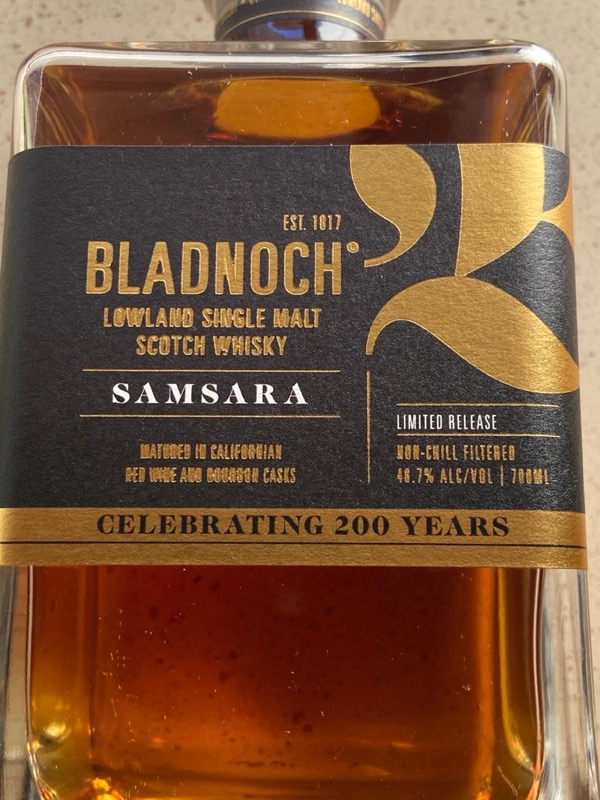 EST. 1817
BLADNOCH®
LOWLAND SINGLE MALT
SCOTCH WHISKY
SAMSARA
MATURED IN CALIFORNIAN
RED WINE AND BOURBON CASKS
LIMITED RELEASE
NON-CHILL FILTERED
46.7% ALC/VOL | 700ML
CELEBRATING 200 YEARS